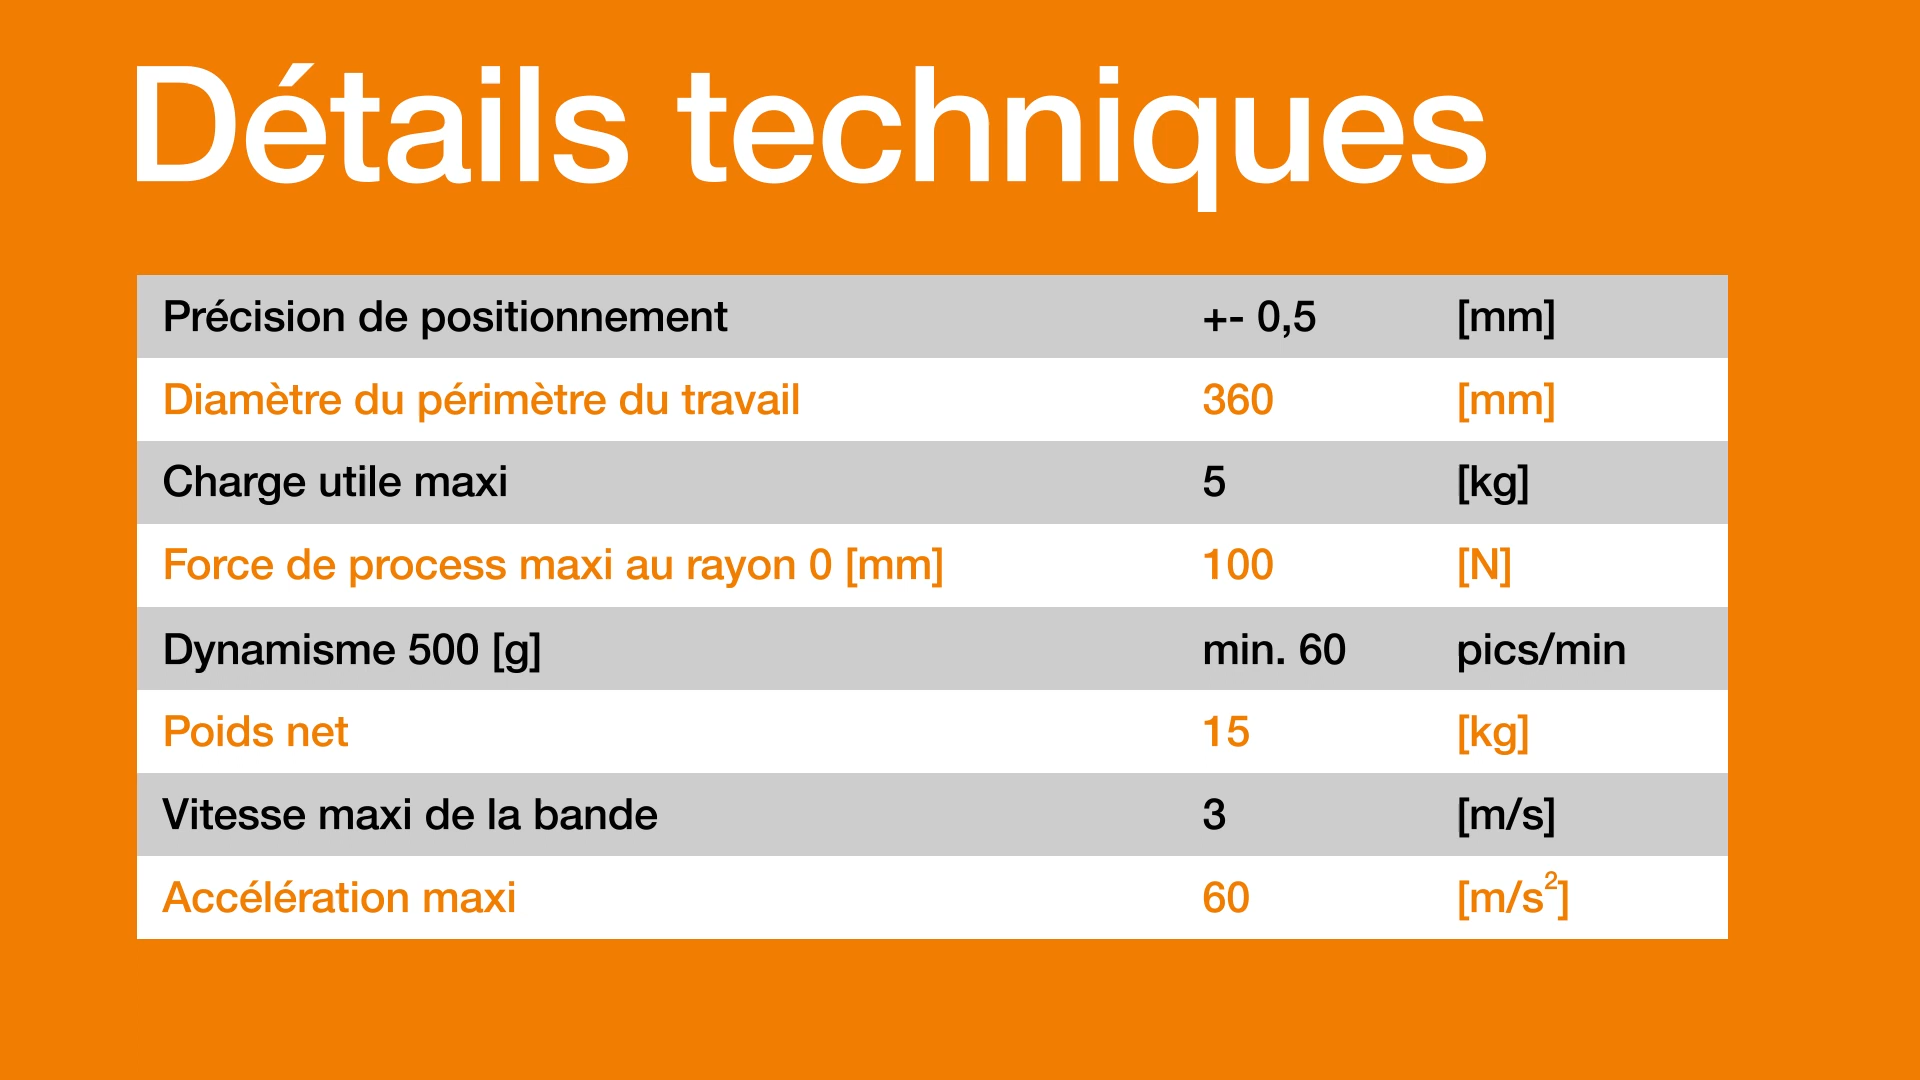 Détails techniques
Précision de positionnement +- 0,5 [mm]
Diamètre du périmètre du travail 360 [mm]
Charge utile maxi 5 [kg]
Force de process maxi au rayon 0 [mm] 100 [N]
Dynamisme 500 [g] min. 60 pics/min
Poids net 15 [kg]
Vitesse maxi de la bande 3 [m/s]
Accélération maxi 60 [m/s²]